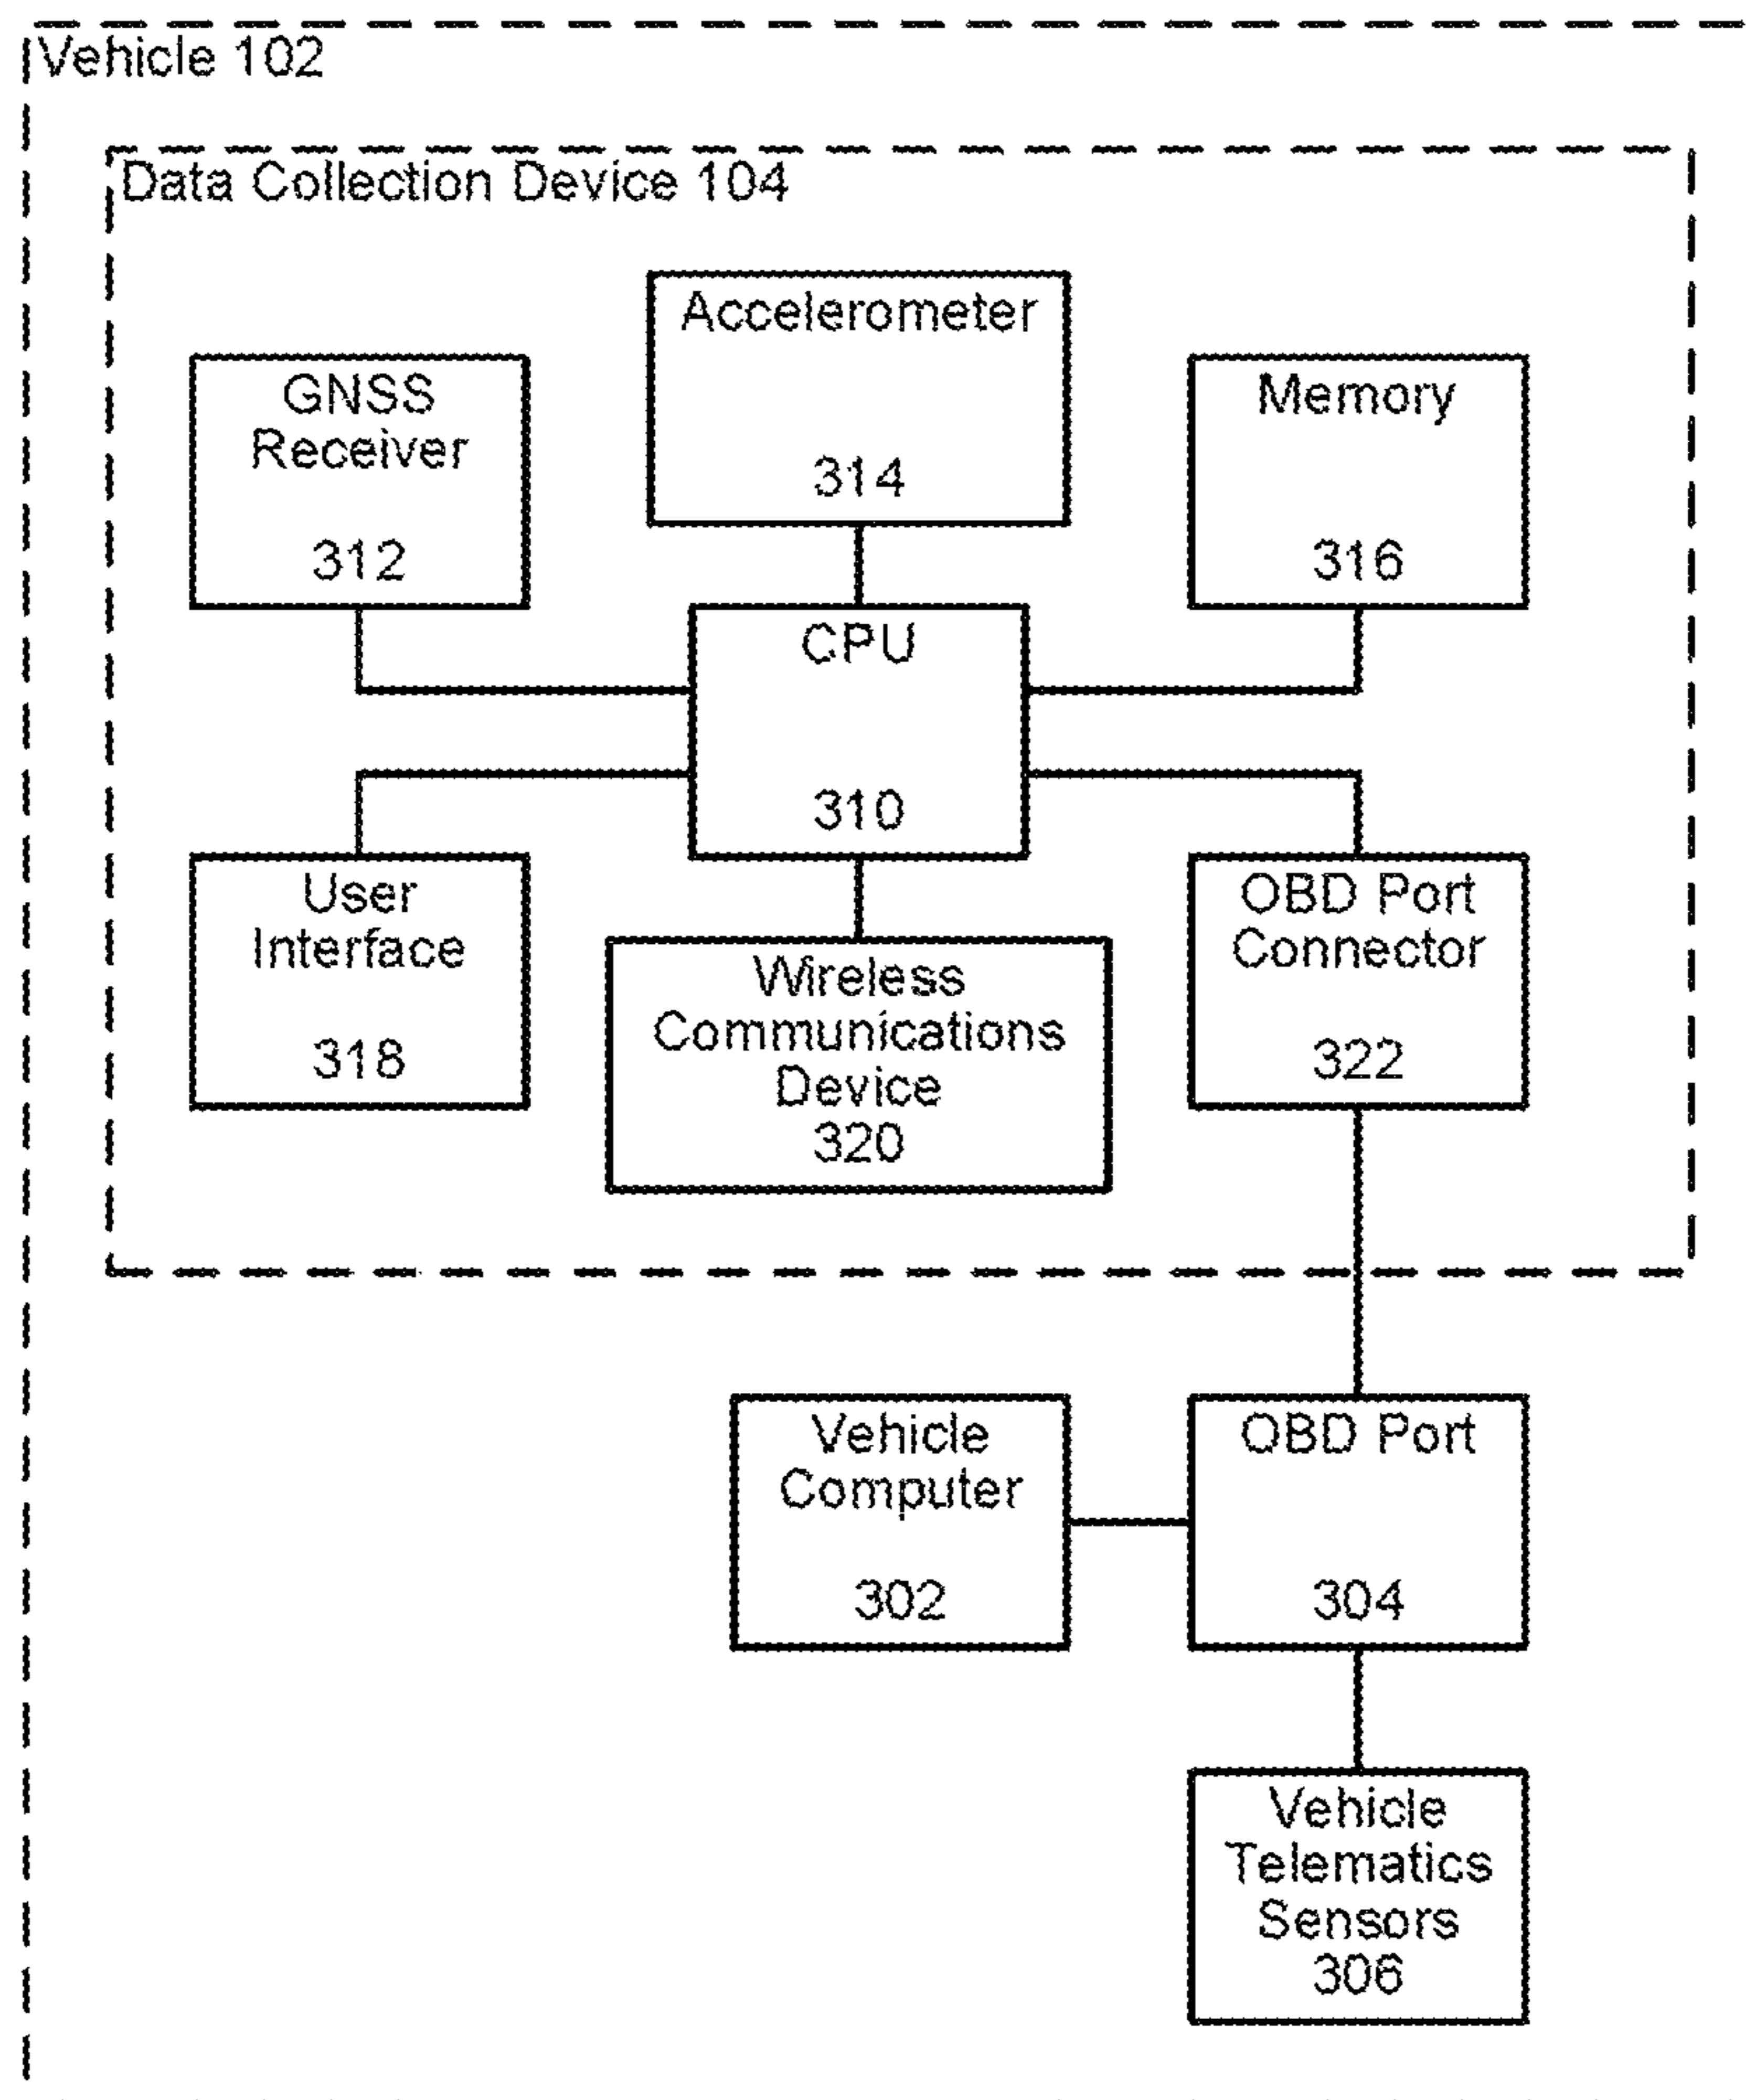 Vehicle 102
Data Collection Device 104
Accelerometer
314
GNSS
Receiver
312
Memory
316
CPU
310
User
Interface
318
Wireless
Communications
Device
320
OBD Port
Connector
322
Vehicle
Computer
302
OBD Port
304
Vehicle
Telematics
Sensors
306